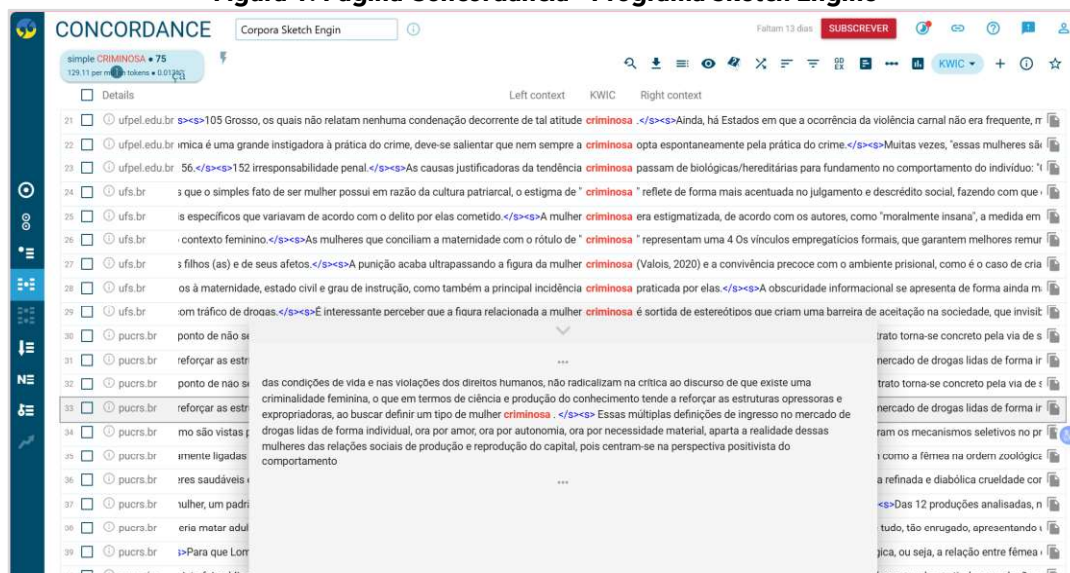 Figura 1: Página Concordância - Programa Sketch Engine
CONCORDANCE
Corpora Sketch Engin
Faltam 13 dias
SUBSCREVER
simple CRIMINOSA • 75
129.11 per million tokens • 0.013%
KWIC
Details
Left context KWIC Right context
21 ufpel.edu.br s><s>105 Grosso, os quais não relatam nenhuma condenação decorrente de tal atitude criminosa .</s><s>Ainda, há Estados em que a ocorrência da violência carnal não era frequente, m
22 ufpel.edu.br ômica é uma grande instigadora à prática do crime, deve-se salientar que nem sempre a criminosa opta espontaneamente pela prática do crime.</s><s>Muitas vezes, "essas mulheres são
23 ufpel.edu.br 56.</s><s>152 irresponsabilidade penal.</s><s>As causas justificadoras da tendência criminosa passam de biológicas/hereditárias para fundamento no comportamento do indivíduo:
24 ufs.br s que o simples fato de ser mulher possui em razão da cultura patriarcal, o estigma de " criminosa " reflete de forma mais acentuada no julgamento e descrédito social, fazendo com que
25 ufs.br s específicos que variavam de acordo com o delito por elas cometido.</s><s>A mulher criminosa era estigmatizada, de acordo com os autores, como "moralmente insana", a medida em
26 ufs.br contexto feminino.</s><s>As mulheres que conciliam a maternidade com o rótulo de " criminosa " representam uma 4 Os vínculos empregatícios formais, que garantem melhores remur
27 ufs.br s filhos (as) e de seus afetos.</s><s>A punição acaba ultrapassando a figura da mulher criminosa (Valois, 2020) e a convivência precoce com o ambiente prisional, como é o caso de cria
28 ufs.br os à maternidade, estado civil e grau de instrução, como também a principal incidência criminosa praticada por elas.</s><s>A obscuridade informacional se apresenta de forma ainda m
29 ufs.br om tráfico de drogas.</s><s>É interessante perceber que a figura relacionada a mulher criminosa é sortida de estereótipos que criam uma barreira de aceitação na sociedade, que invisit
30 pucrs.br ponto de não se trato torna-se concreto pela via de s
31 pucrs.br reforçar as estr nercado de drogas lidas de forma ir
32 pucrs.br ponto de não se trato torna-se concreto pela via de s
33 pucrs.br reforçar as estr nercado de drogas lidas de forma ir
34 pucrs.br mo são vistas p ram os mecanismos seletivos no pr
35 pucrs.br amente ligadas como a fêmea na ordem zoológica
36 pucrs.br eres saudáveis a refinada e diabólica crueldade cor
37 pucrs.br nulher, um padrã <s>Das 12 produções analisadas, n
38 pucrs.br eria matar adul tudo, tão enrugado, apresentando
39 pucrs.br s>Para que Lom gica, ou seja, a relação entre fêmea
das condições de vida e nas violações dos direitos humanos, não radicalizam na crítica ao discurso de que existe uma
criminalidade feminina, o que em termos de ciência e produção do conhecimento tende a reforçar as estruturas opressoras e
expropriadoras, ao buscar definir um tipo de mulher criminosa . </s><s> Essas múltiplas definições de ingresso no mercado de
drogas lidas de forma individual, ora por amor, ora por autonomia, ora por necessidade material, aparta a realidade dessas
mulheres das relações sociais de produção e reprodução do capital, pois centram-se na perspectiva positivista do
comportamento